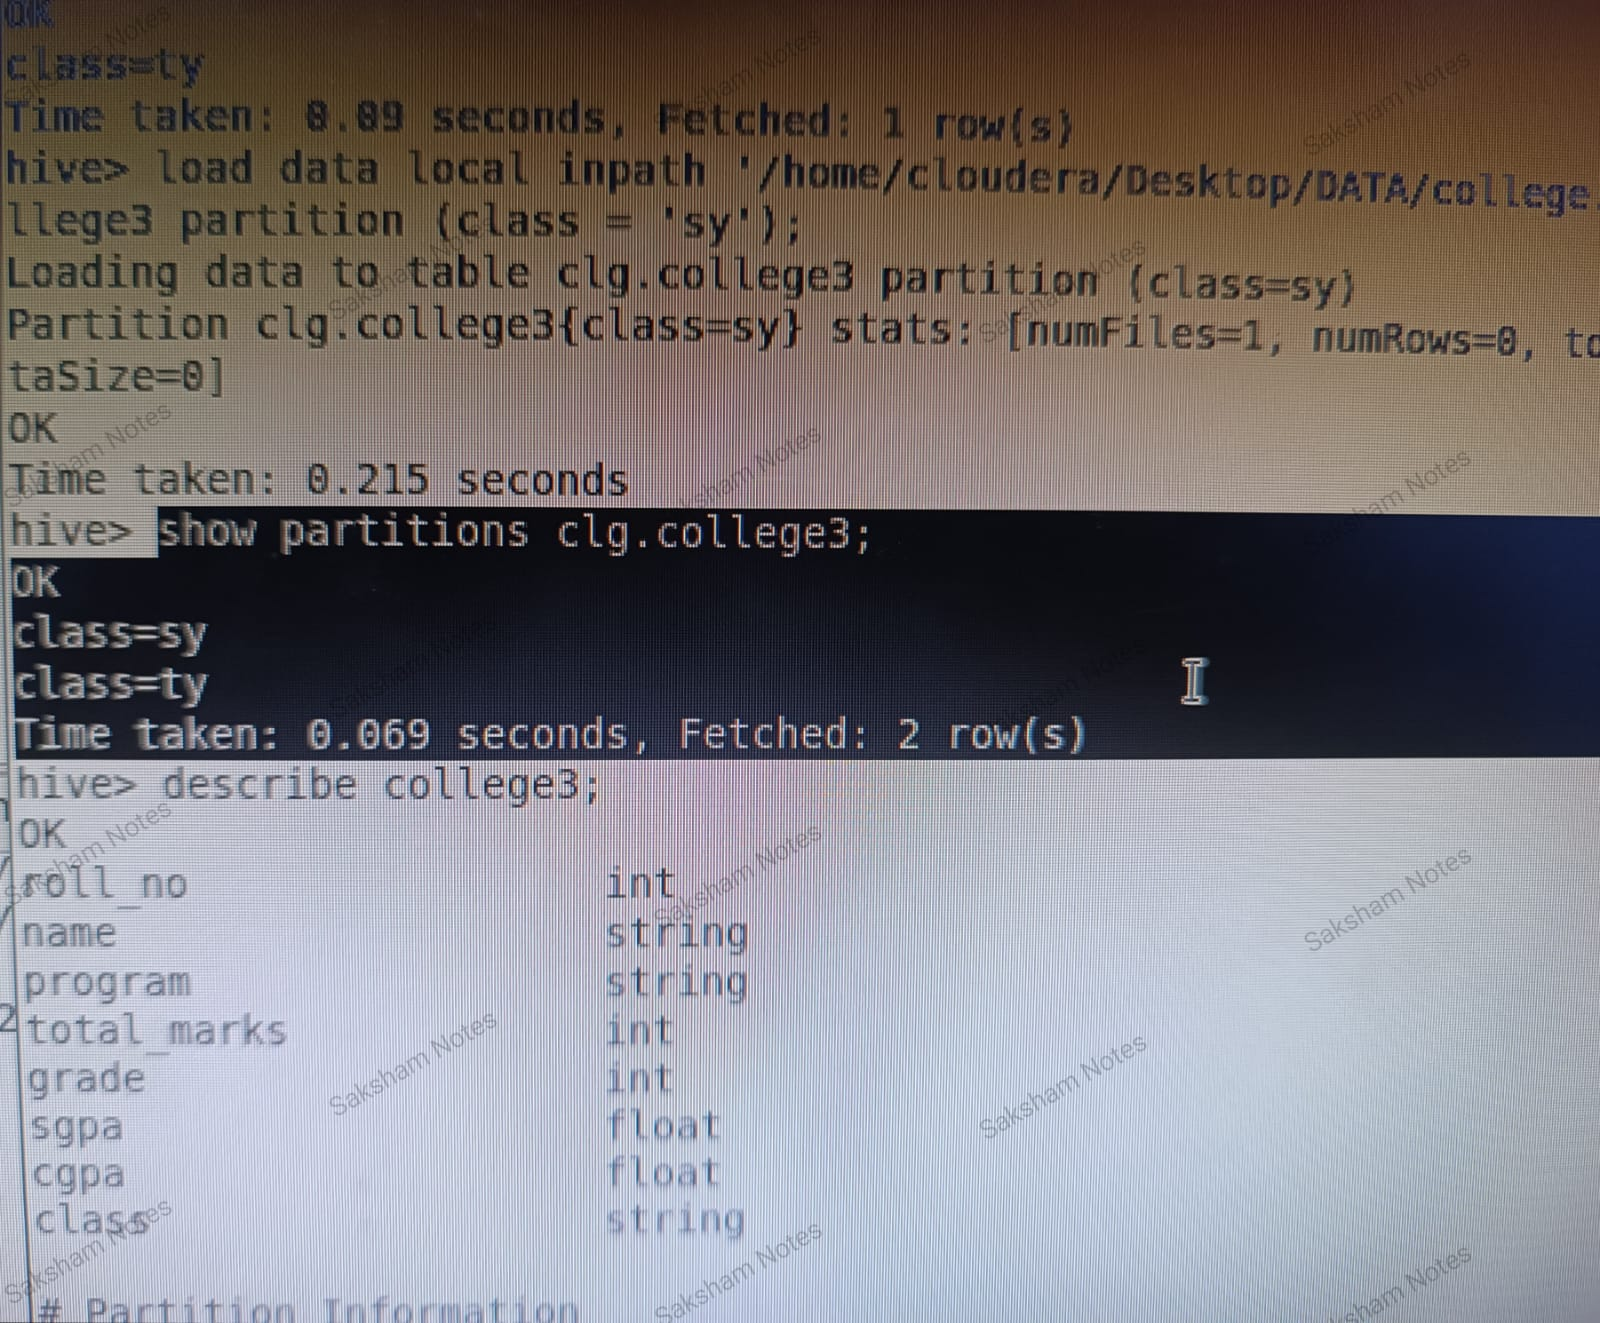 OK
class=ty
Time taken: 0.09 seconds, Fetched: 1 row(s)
hive> load data local inpath '/home/cloudera/Desktop/DATA/college.
llege3 partition (class = 'sy');
Loading data to table clg.college3 partition (class=sy)
Partition clg.college3{class=sy} stats: [numFiles=1, numRows=0, to
taSize=0]
OK
Time taken: 0.215 seconds
hive> show partitions clg.college3;
OK
class=sy
class=ty
Time taken: 0.069 seconds, Fetched: 2 row(s)
hive> describe college3;
OK
roll_no int
name string
program string
total_marks int
grade int
sgpa float
cgpa float
class string
# Partition Information
Saksham Notes